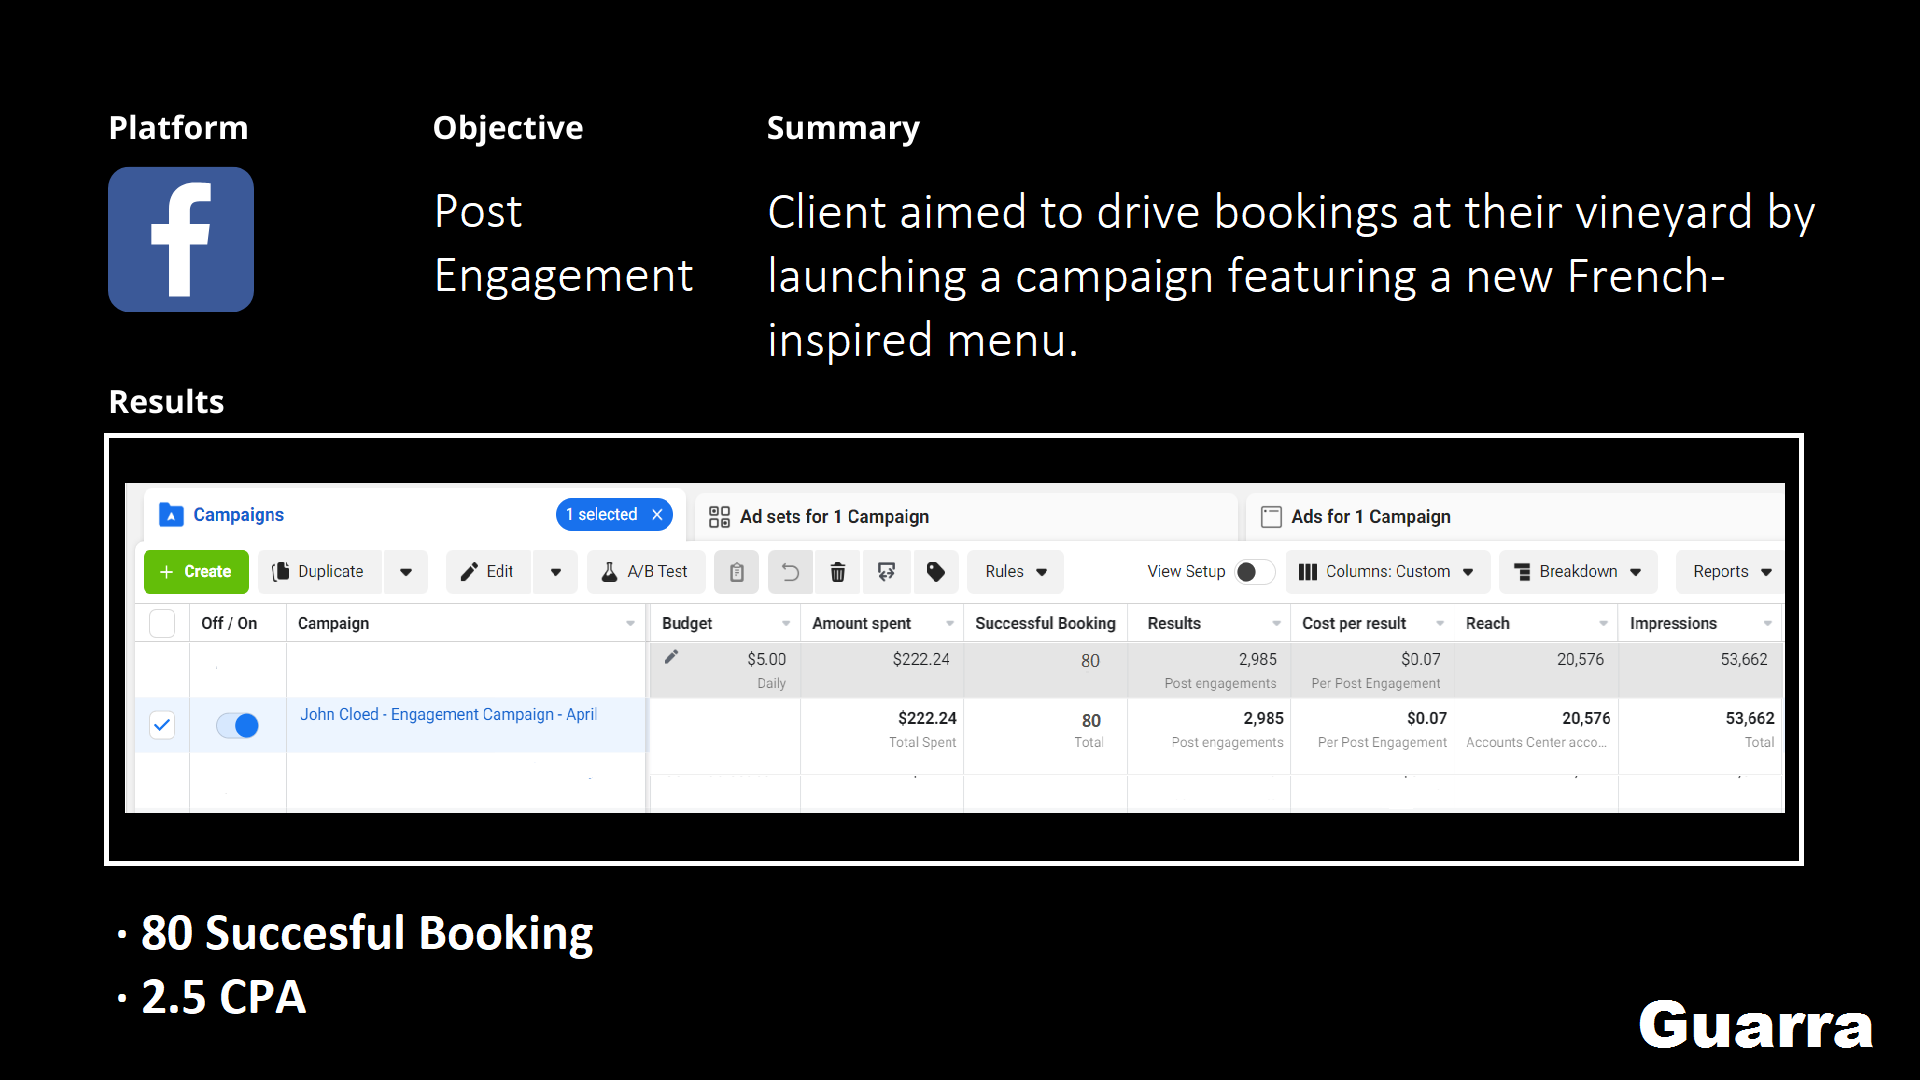 Platform
Objective
Summary
Post
Engagement
Client aimed to drive bookings at their vineyard by
launching a campaign featuring a new French-
inspired menu.
Results
Campaigns
1 selected
Ad sets for 1 Campaign
Ads for 1 Campaign
+ Create
Duplicate
Edit
A/B Test
Rules
View Setup
Columns: Custom
Breakdown
Reports
Off / On
Campaign
Budget
Amount spent
Successful Booking
Results
Cost per result
Reach
Impressions
$5.00
$222.24
80
2,985
$0.07
20,576
53,662
Daily
Post engagements
Per Post Engagement
John Cloed - Engagement Campaign - April
$222.24
80
2,985
$0.07
20,576
53,662
Total Spent
Total
Post engagements
Per Post Engagement
Accounts Center acco...
Total
· 80 Succesful Booking
· 2.5 CPA
Guarra